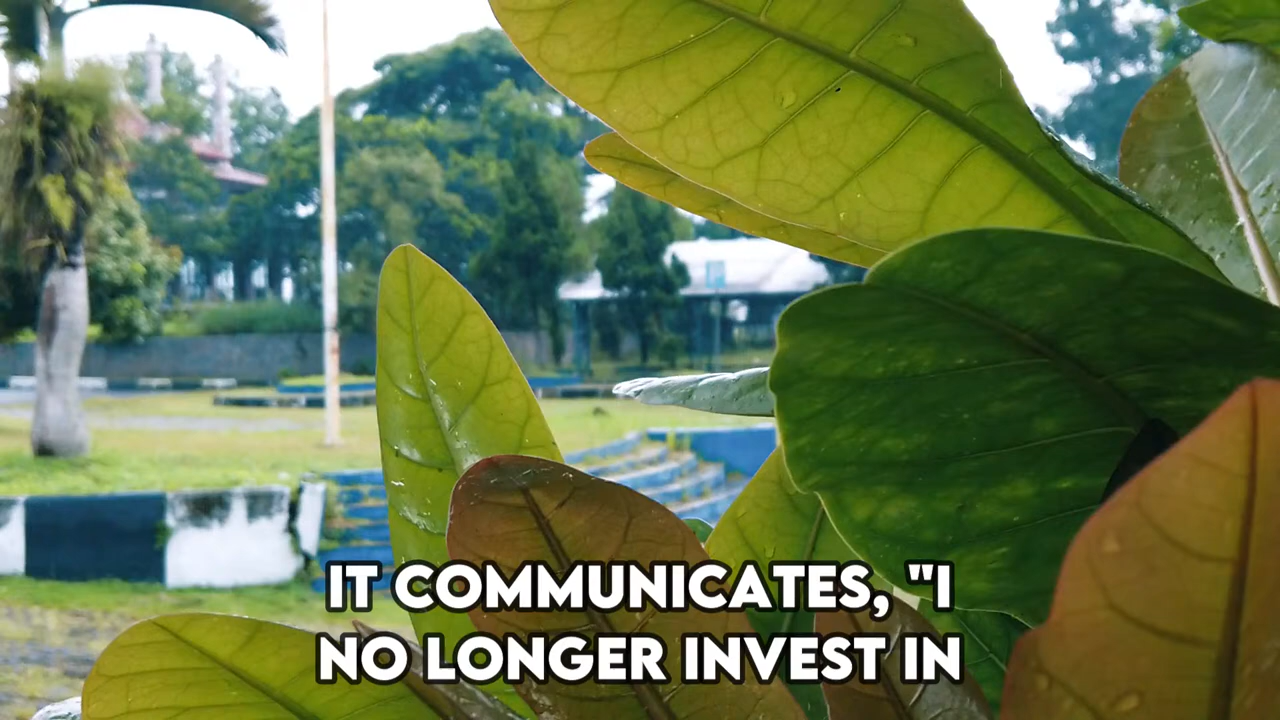 IT COMMUNICATES, "I
NO LONGER INVEST IN